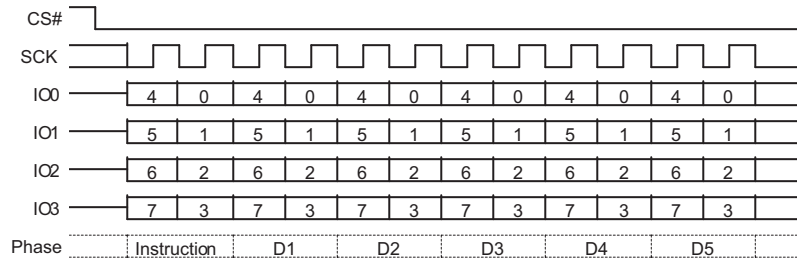 CS#
SCK
IO0 4 0 4 0 4 0 4 0 4 0 4 0
IO1 5 1 5 1 5 1 5 1 5 1 5 1
IO2 6 2 6 2 6 2 6 2 6 2 6 2
IO3 7 3 7 3 7 3 7 3 7 3 7 3
Phase Instruction D1 D2 D3 D4 D5